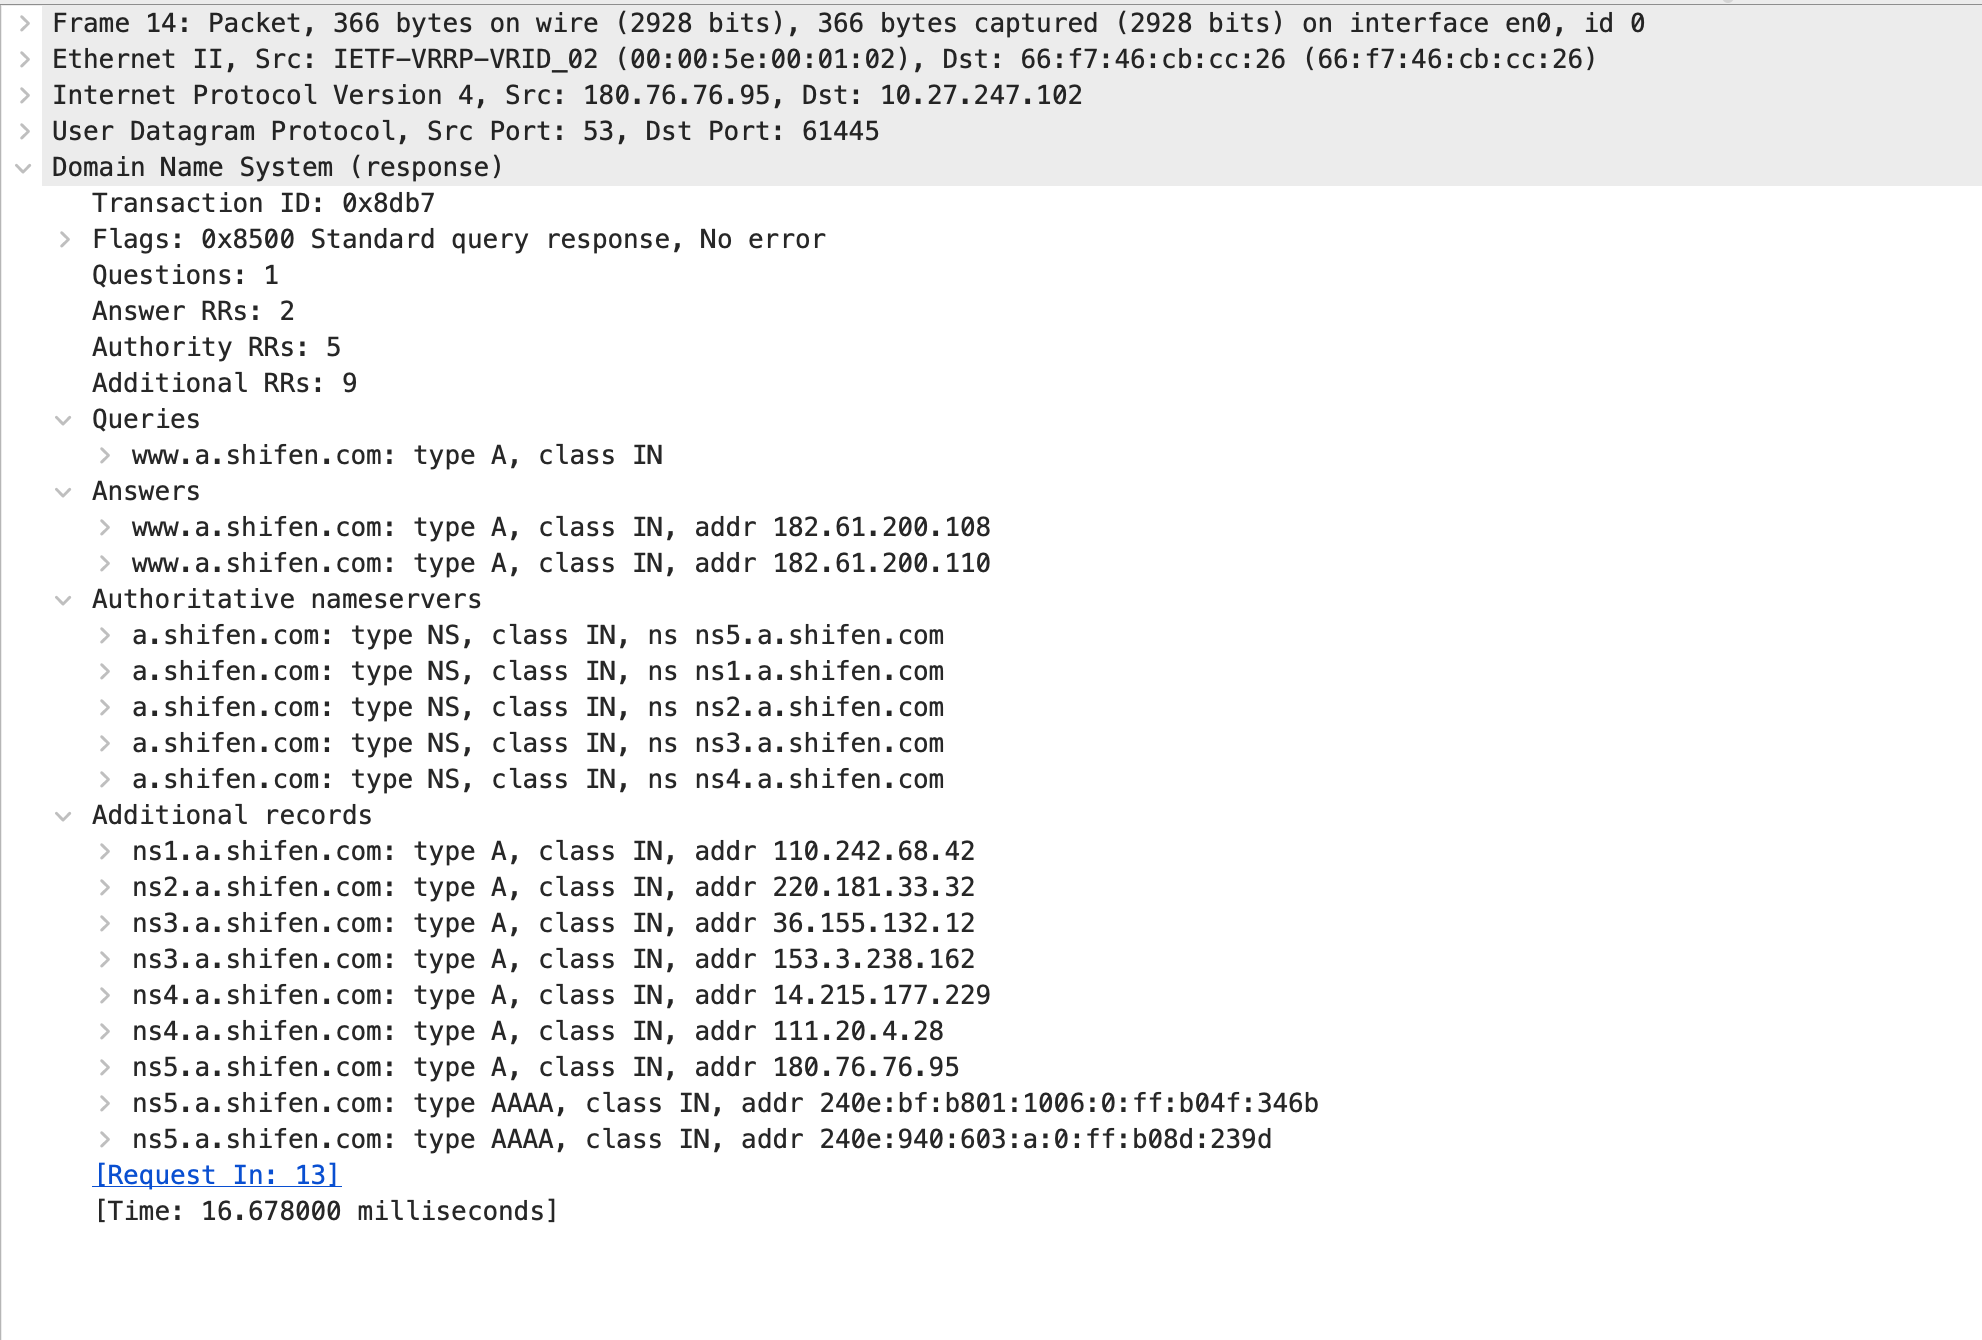 Frame 14: Packet, 366 bytes on wire (2928 bits), 366 bytes captured (2928 bits) on interface en0, id 0
Ethernet II, Src: IETF-VRRP-VRID_02 (00:00:5e:00:01:02), Dst: 66:f7:46:cb:cc:26 (66:f7:46:cb:cc:26)
Internet Protocol Version 4, Src: 180.76.76.95, Dst: 10.27.247.102
User Datagram Protocol, Src Port: 53, Dst Port: 61445
Domain Name System (response)
Transaction ID: 0x8db7
Flags: 0x8500 Standard query response, No error
Questions: 1
Answer RRs: 2
Authority RRs: 5
Additional RRs: 9
Queries
www.a.shifen.com: type A, class IN
Answers
www.a.shifen.com: type A, class IN, addr 182.61.200.108
www.a.shifen.com: type A, class IN, addr 182.61.200.110
Authoritative nameservers
a.shifen.com: type NS, class IN, ns ns5.a.shifen.com
a.shifen.com: type NS, class IN, ns ns1.a.shifen.com
a.shifen.com: type NS, class IN, ns ns2.a.shifen.com
a.shifen.com: type NS, class IN, ns ns3.a.shifen.com
a.shifen.com: type NS, class IN, ns ns4.a.shifen.com
Additional records
ns1.a.shifen.com: type A, class IN, addr 110.242.68.42
ns2.a.shifen.com: type A, class IN, addr 220.181.33.32
ns3.a.shifen.com: type A, class IN, addr 36.155.132.12
ns3.a.shifen.com: type A, class IN, addr 153.3.238.162
ns4.a.shifen.com: type A, class IN, addr 14.215.177.229
ns4.a.shifen.com: type A, class IN, addr 111.20.4.28
ns5.a.shifen.com: type A, class IN, addr 180.76.76.95
ns5.a.shifen.com: type AAAA, class IN, addr 240e:bf:b801:1006:0:ff:b04f:346b
ns5.a.shifen.com: type AAAA, class IN, addr 240e:940:603:a:0:ff:b08d:239d
[Request In: 13]
[Time: 16.678000 milliseconds]